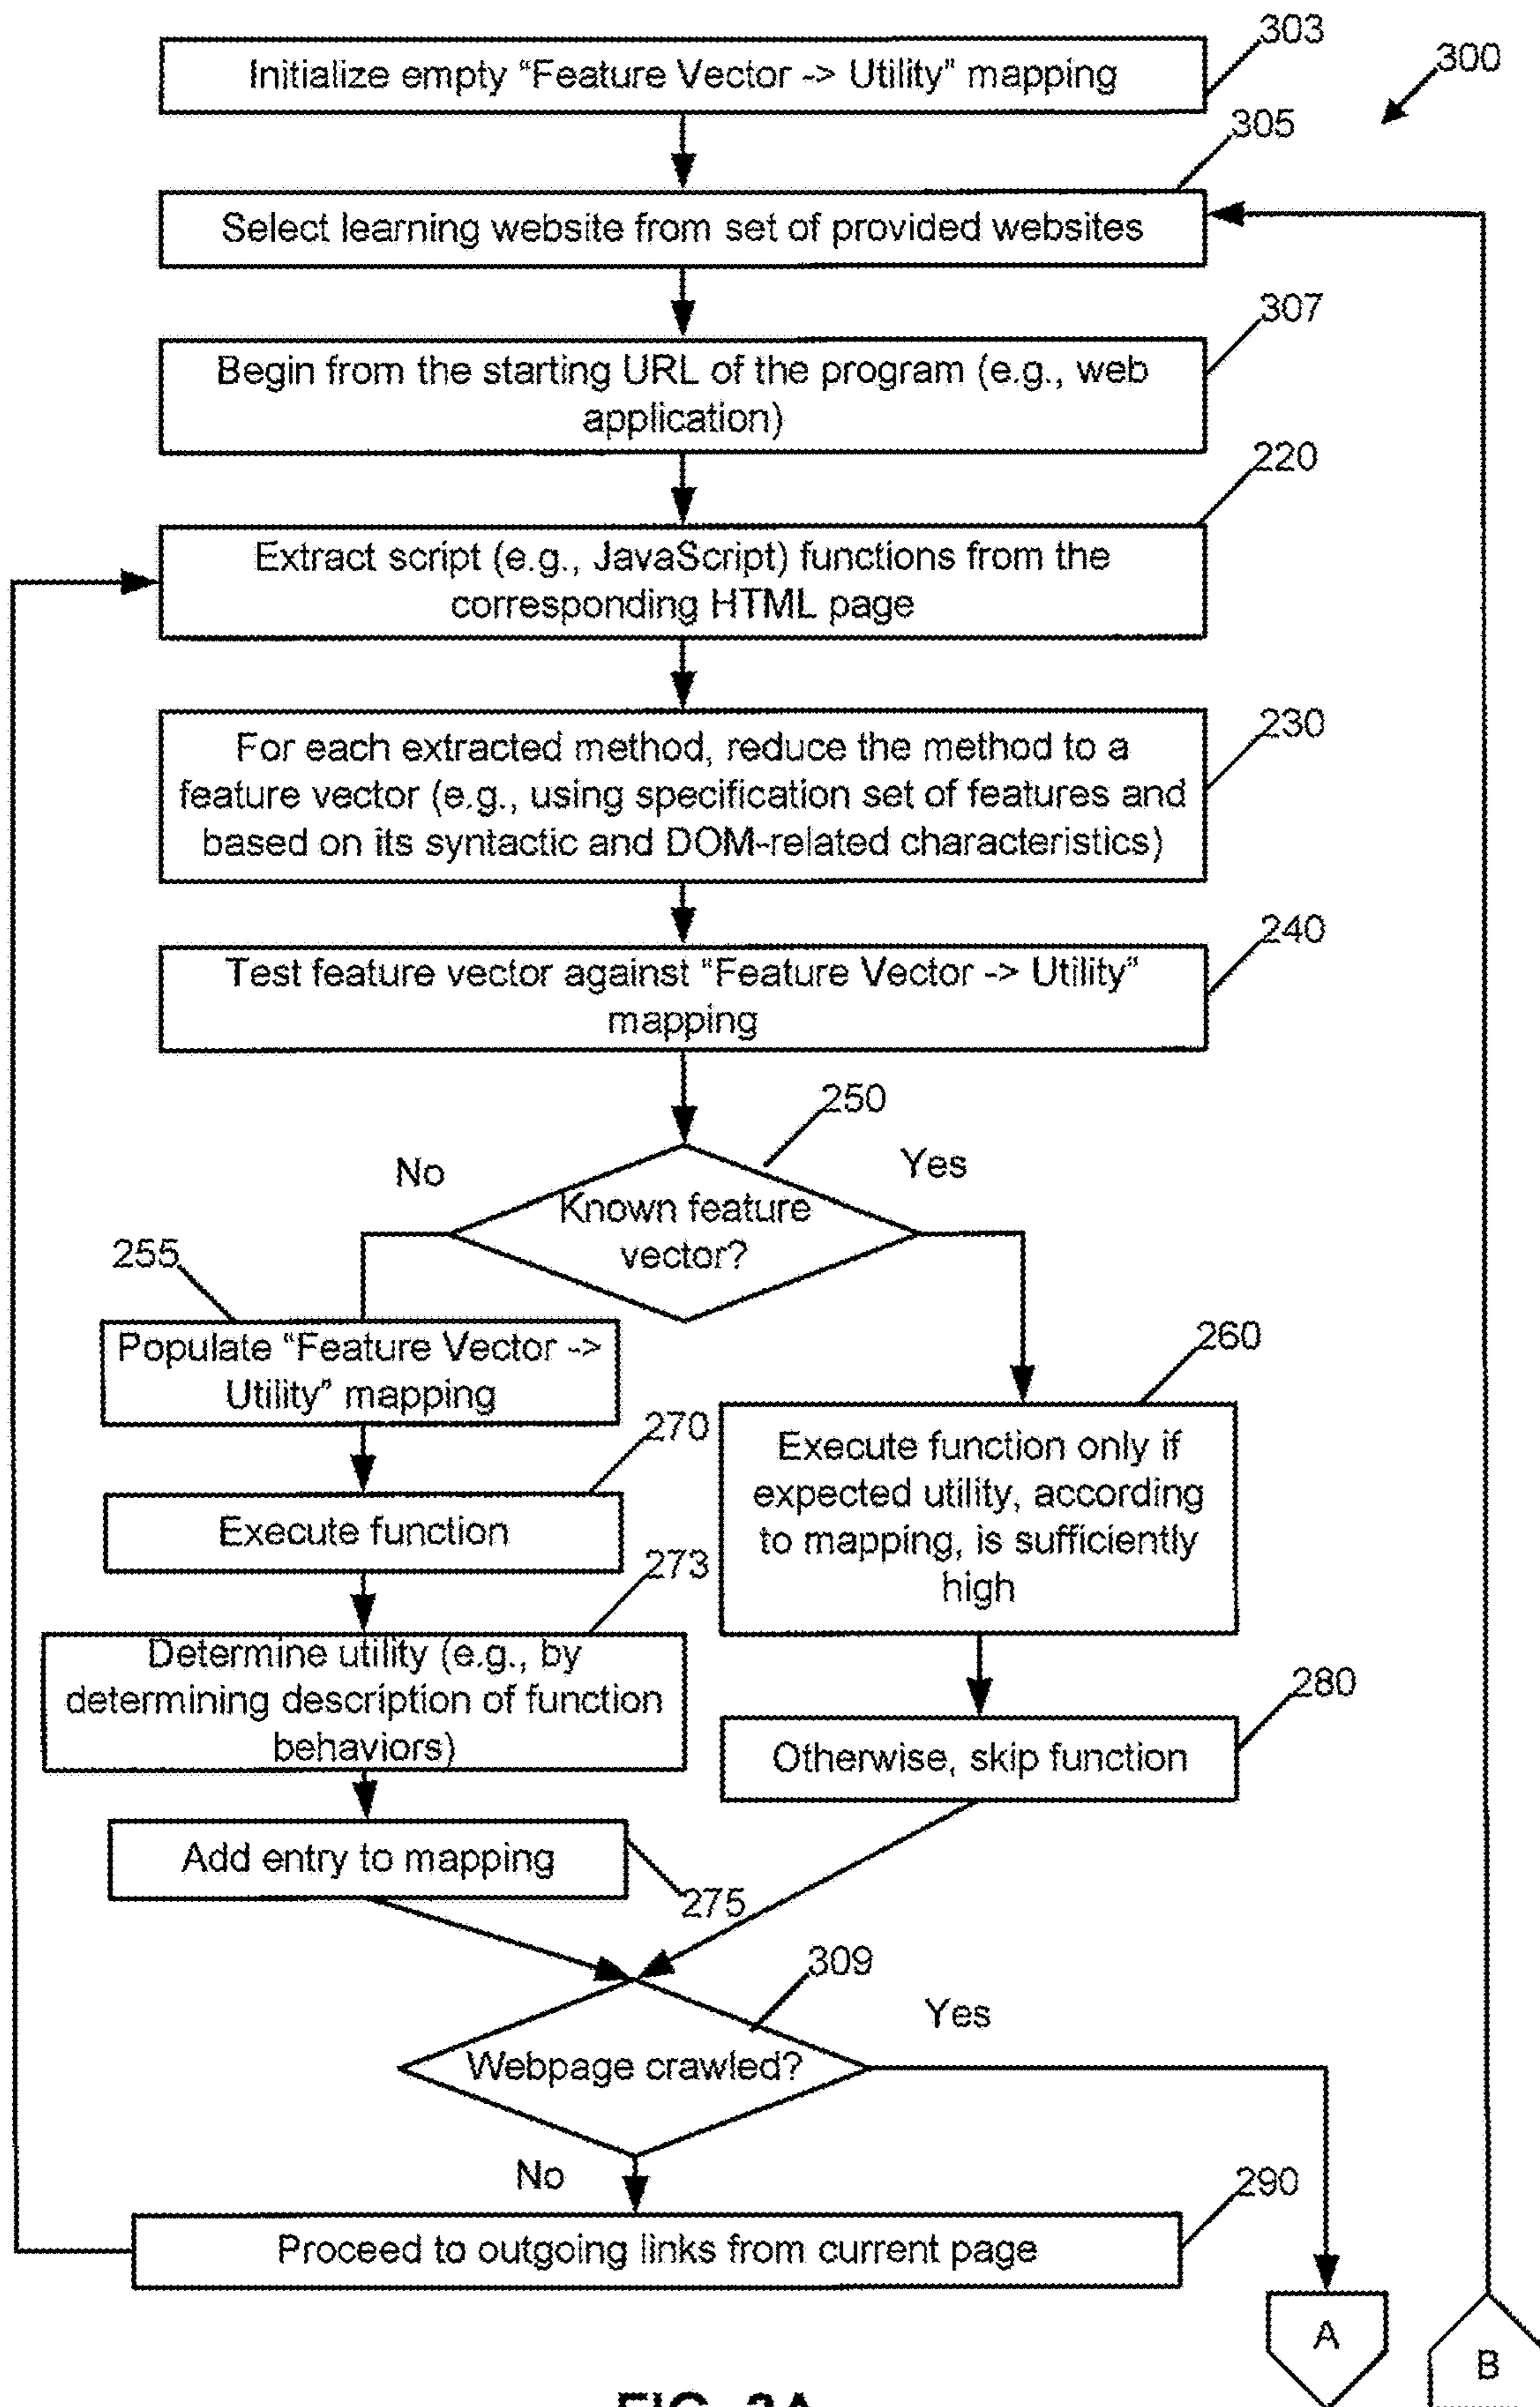 303
Initialize empty “Feature Vector -> Utility” mapping
300
305
Select learning website from set of provided websites
307
Begin from the starting URL of the program (e.g., web
application)
220
Extract script (e.g., JavaScript) functions from the
corresponding HTML page
230
For each extracted method, reduce the method to a
feature vector (e.g., using specification set of features and
based on its syntactic and DOM-related characteristics)
240
Test feature vector against “Feature Vector -> Utility”
mapping
250
No
Yes
Known feature
vector?
255
Populate “Feature Vector ->
Utility” mapping
260
Execute function only if
expected utility, according
to mapping, is sufficiently
high
270
Execute function
273
Determine utility (e.g., by
determining description of function
behaviors)
280
Otherwise, skip function
Add entry to mapping
275
309
Yes
Webpage crawled?
No
290
Proceed to outgoing links from current page
A
B